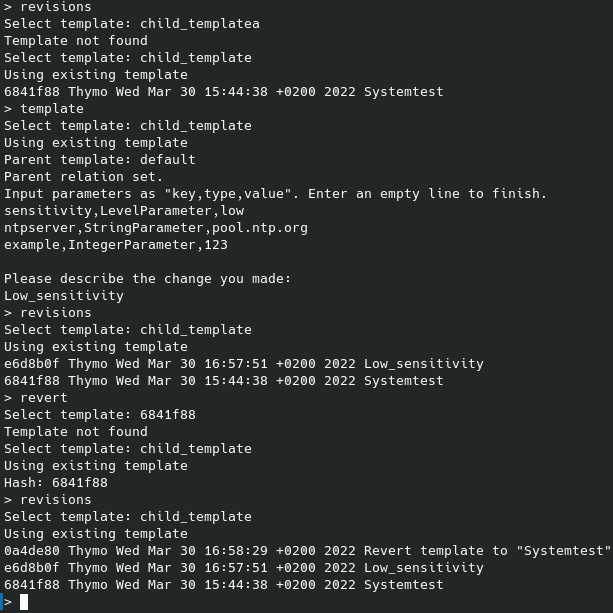 > revisions
Select template: child_templatea
Template not found
Select template: child_template
Using existing template
6841f88 Thymo Wed Mar 30 15:44:38 +0200 2022 Systemtest
> template
Select template: child_template
Using existing template
Parent template: default
Parent relation set.
Input parameters as "key,type,value". Enter an empty line to finish.
sensitivity,LevelParameter,low
ntpserver,StringParameter,pool.ntp.org
example,IntegerParameter,123

Please describe the change you made:
Low_sensitivity
> revisions
Select template: child_template
Using existing template
e6d8b0f Thymo Wed Mar 30 16:57:51 +0200 2022 Low_sensitivity
6841f88 Thymo Wed Mar 30 15:44:38 +0200 2022 Systemtest
> revert
Select template: 6841f88
Template not found
Select template: child_template
Using existing template
Hash: 6841f88
> revisions
Select template: child_template
Using existing template
0a4de80 Thymo Wed Mar 30 16:58:29 +0200 2022 Revert template to "Systemtest"
e6d8b0f Thymo Wed Mar 30 16:57:51 +0200 2022 Low_sensitivity
6841f88 Thymo Wed Mar 30 15:44:38 +0200 2022 Systemtest
>